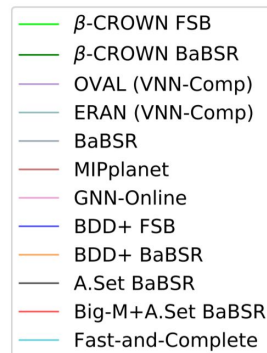 β-CROWN FSB
β-CROWN BaBSR
OVAL (VNN-Comp)
ERAN (VNN-Comp)
BaBSR
MIPplanet
GNN-Online
BDD+ FSB
BDD+ BaBSR
A.Set BaBSR
Big-M+A.Set BaBSR
Fast-and-Complete